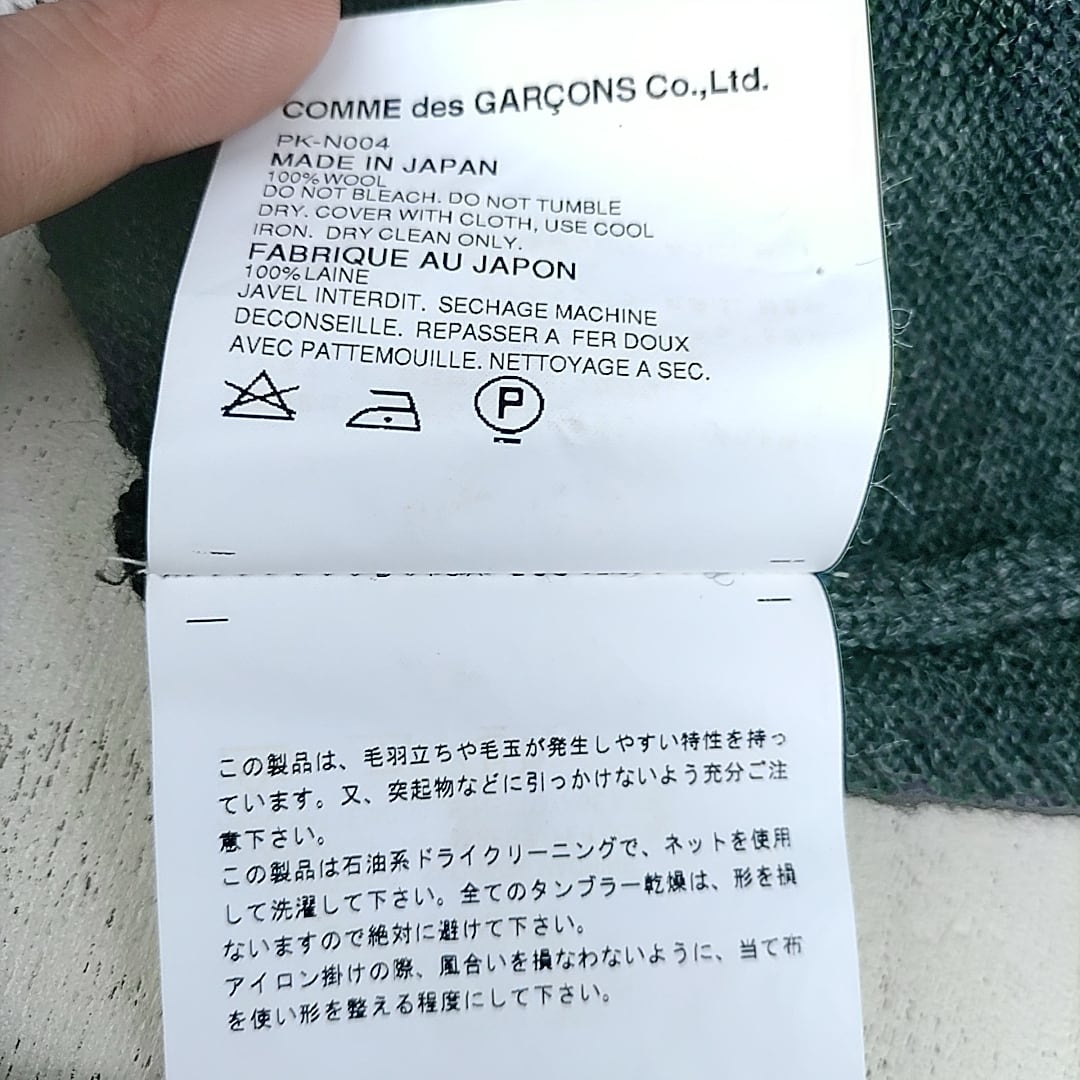 COMME des GARÇONS Co.,Ltd.
PK-N004
MADE IN JAPAN
100% WOOL
DO NOT BLEACH. DO NOT TUMBLE
DRY. COVER WITH CLOTH, USE COOL
IRON. DRY CLEAN ONLY.
FABRIQUE AU JAPON
100% LAINE
JAVEL INTERDIT. SECHAGE MACHINE
DECONSEILLE. REPASSER A FER DOUX
AVEC PATTEMOUILLE. NETTOYAGE A SEC.
P
この製品は、毛羽立ちや毛玉が発生しやすい特性を持っ
ています。又、突起物などに引っかけないよう充分ご注
意下さい。
この製品は石油系ドライクリーニングで、ネットを使用
して洗濯して下さい。全てのタンブラー乾燥は、形を損
ないますので絶対に避けて下さい。
アイロン掛けの際、風合いを損なわないように、当て布
を使い形を整える程度にして下さい。